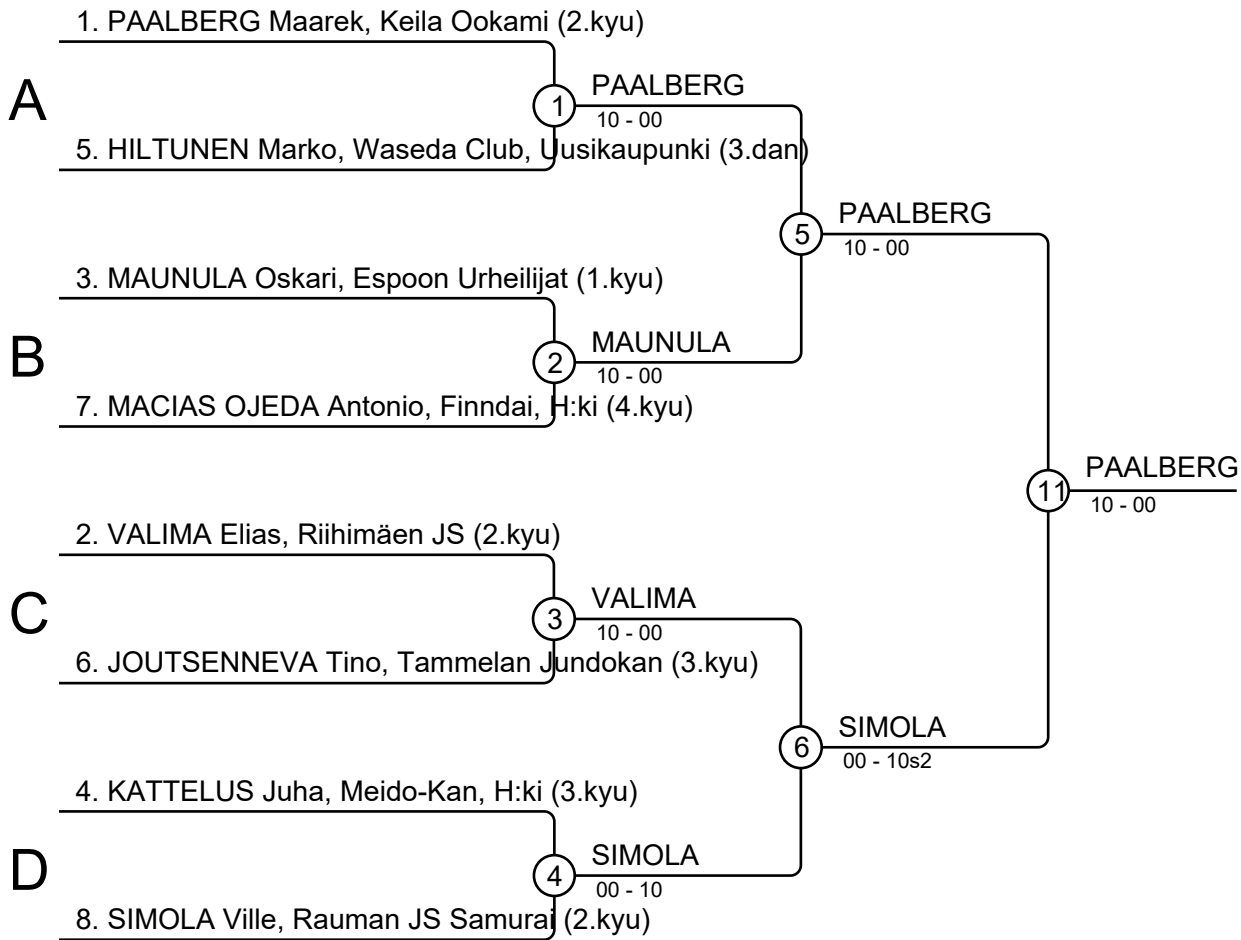 1. PAALBERG Maarek, Keila Ookami (2.kyu)
A
1
PAALBERG
10 - 00
5. HILTUNEN Marko, Waseda Club, Uusikaupunki (3.dan)
5
PAALBERG
10 - 00
3. MAUNULA Oskari, Espoon Urheilijat (1.kyu)
B
2
MAUNULA
10 - 00
7. MACIAS OJEDA Antonio, Finndai, H:ki (4.kyu)
11
PAALBERG
10 - 00
2. VALIMA Elias, Riihimäen JS (2.kyu)
C
3
VALIMA
10 - 00
6. JOUTSENNEVA Tino, Tammelan Jundokan (3.kyu)
6
SIMOLA
00 - 10s2
4. KATTELUS Juha, Meido-Kan, H:ki (3.kyu)
D
4
SIMOLA
00 - 10
8. SIMOLA Ville, Rauman JS Samurai (2.kyu)